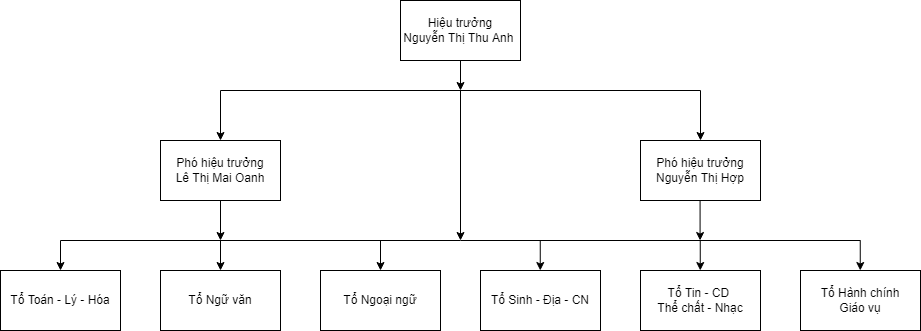 Hiệu trưởng
Nguyễn Thị Thu Anh
Phó hiệu trưởng
Lê Thị Mai Oanh
Phó hiệu trưởng
Nguyễn Thị Hợp
Tổ Toán - Lý - Hóa
Tổ Ngữ văn
Tổ Ngoại ngữ
Tổ Sinh - Địa - CN
Tổ Tin - CD
Thể chất - Nhạc
Tổ Hành chính
Giáo vụ